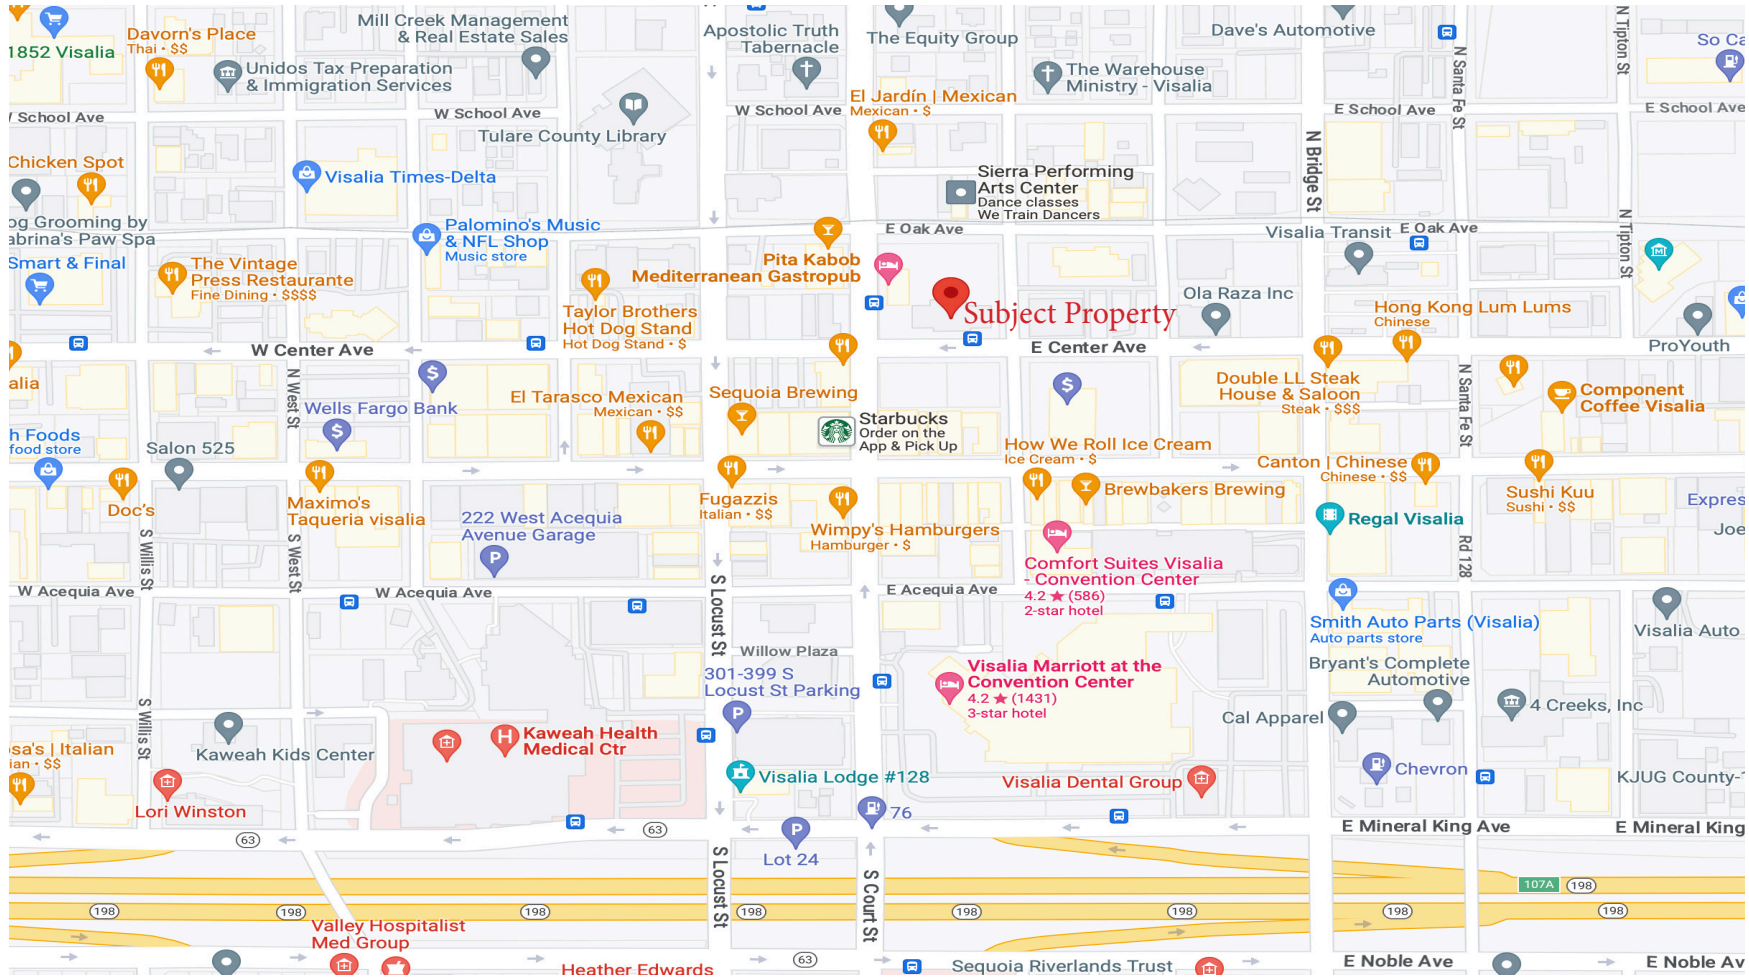 1852 Visalia
Davorn's Place
Thai • $$
Unidos Tax Preparation
& Immigration Services
Mill Creek Management
& Real Estate Sales
Apostolic Truth
Tabernacle
The Equity Group
The Warehouse
Ministry - Visalia
Dave's Automotive
N Santa Fe St
N Tipton St
So Ca
W School Ave
W School Ave
W School Ave
El Jardín | Mexican
Mexican • $
E School Ave
E School Ave
Tulare County Library
Chicken Spot
Visalia Times-Delta
Sierra Performing
Arts Center
Dance classes
We Train Dancers
N Bridge St
og Grooming by
abrina's Paw Spa
Palomino's Music
& NFL Shop
Music store
E Oak Ave
Visalia Transit
E Oak Ave
N Tipton St
Smart & Final
The Vintage
Press Restaurante
Fine Dining • $$$$
Pita Kabob
Mediterranean Gastropub
Taylor Brothers
Hot Dog Stand
Hot Dog Stand • $
Subject Property
Ola Raza Inc
Hong Kong Lum Lums
Chinese
ProYouth
W Center Ave
E Center Ave
alia
N West St
Wells Fargo Bank
El Tarasco Mexican
Mexican • $$
Sequoia Brewing
Double LL Steak
House & Saloon
Steak • $$$
N Santa Fe St
Component
Coffee Visalia
Starbucks
Order on the
App & Pick Up
h Foods
food store
Salon 525
How We Roll Ice Cream
Ice Cream • $
Canton | Chinese
Chinese • $$
Doc's
Maximo's
Taqueria visalia
222 West Acequia
Avenue Garage
P
Fugazzis
Italian • $$
Wimpy's Hamburgers
Hamburger • $
Brewbakers Brewing
Regal Visalia
Sushi Kuu
Sushi • $$
Expres
Joe
S Willis St
S West St
Rd 128
Comfort Suites Visalia
- Convention Center
4.2 ★ (586)
2-star hotel
W Acequia Ave
W Acequia Ave
E Acequia Ave
S Locust St
Smith Auto Parts (Visalia)
Auto parts store
Visalia Auto
Willow Plaza
301-399 S
Locust St Parking
P
Visalia Marriott at the
Convention Center
4.2 ★ (1431)
3-star hotel
Bryant's Complete
Automotive
Cal Apparel
4 Creeks, Inc
S Willis St
Kaweah Kids Center
H
Kaweah Health
Medical Ctr
osa's | Italian
ian • $$
Lori Winston
Visalia Lodge #128
Visalia Dental Group
Chevron
KJUG County-
76
63
63
P
Lot 24
E Mineral King Ave
E Mineral King
S Locust St
S Court St
107A
198
198
198
198
198
198
198
198
198
Valley Hospitalist
Med Group
Heather Edwards
63
Sequoia Riverlands Trust
E Noble Ave
E Noble Av